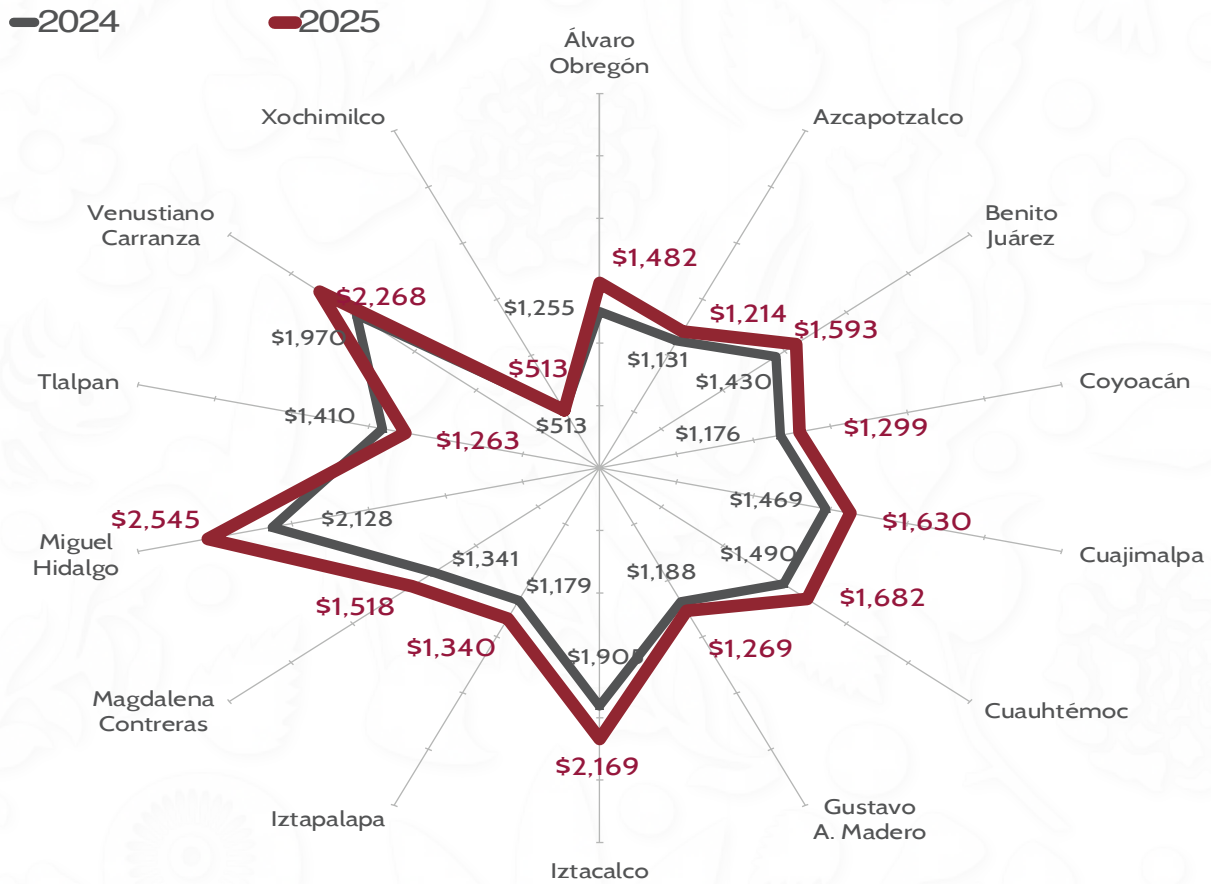 2024
2025
Álvaro
Obregón
Azcapotzalco
Benito
Juárez
Coyoacán
Cuajimalpa
Cuauhtémoc
Gustavo
A. Madero
Iztacalco
Iztapalapa
Magdalena
Contreras
Miguel
Hidalgo
Tlalpan
Venustiano
Carranza
Xochimilco
$1,482
$1,214
$1,593
$1,299
$1,630
$1,682
$1,269
$2,169
$1,340
$1,518
$2,545
$1,263
$2,268
$513
$1,255
$1,131
$1,430
$1,176
$1,469
$1,490
$1,188
$1,905
$1,179
$1,341
$2,128
$1,410
$1,970
$513